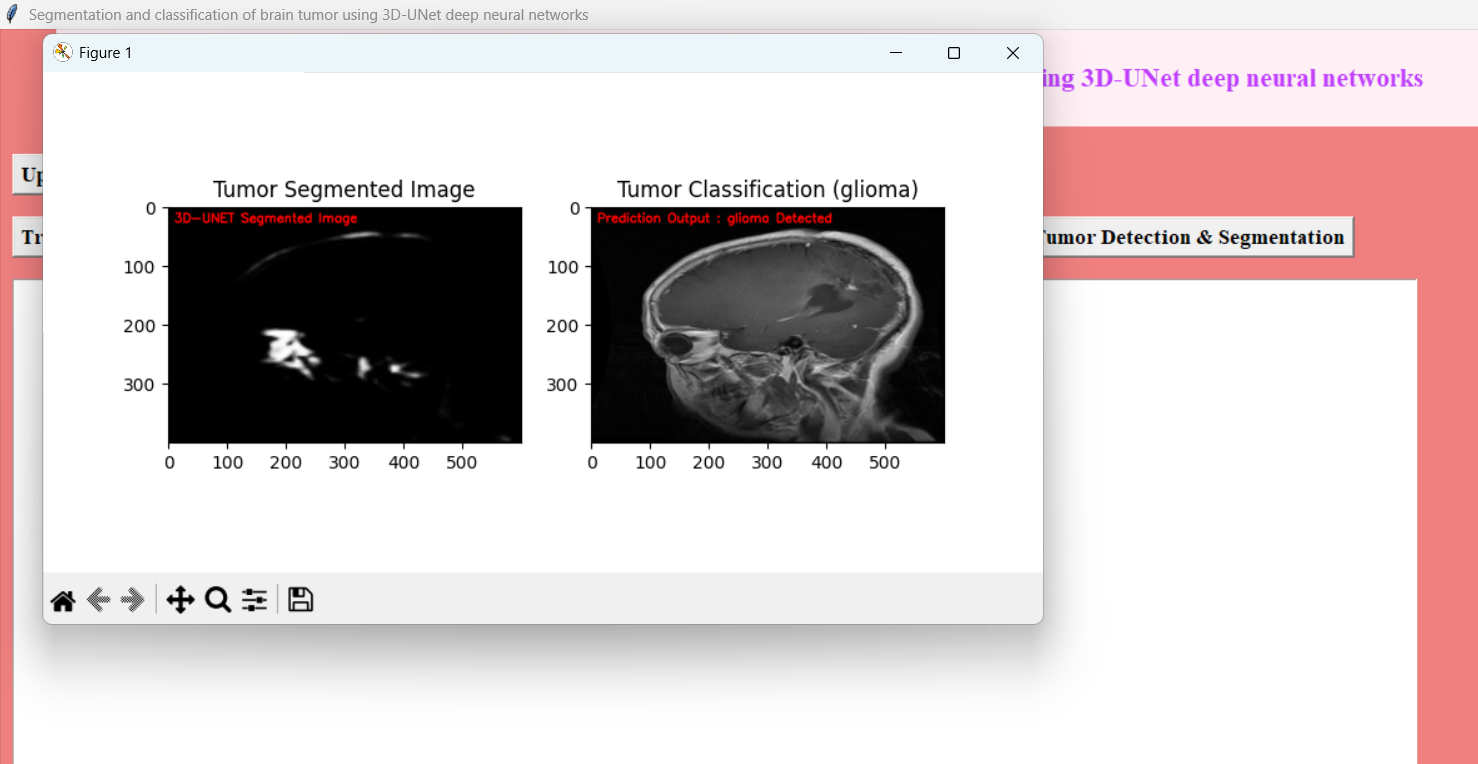 Segmentation and classification of brain tumor using 3D-UNet deep neural networks
Figure 1
ing 3D-UNet deep neural networks
Up
Tr
Tumor Detection & Segmentation
Tumor Segmented Image
3D-UNET Segmented Image
0
100
200
300
0 100 200 300 400 500
Tumor Classification (glioma)
Prediction Output : glioma Detected
0
100
200
300
0 100 200 300 400 500